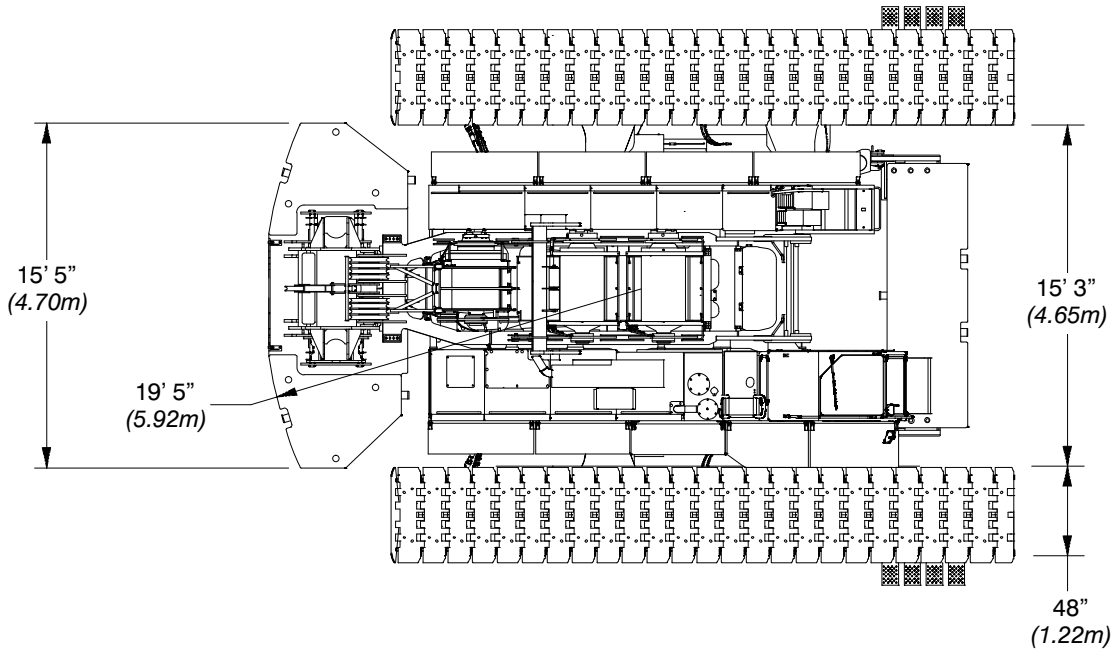 15’ 5”
(4.70m)
19’ 5”
(5.92m)
15’ 3”
(4.65m)
48”
(1.22m)